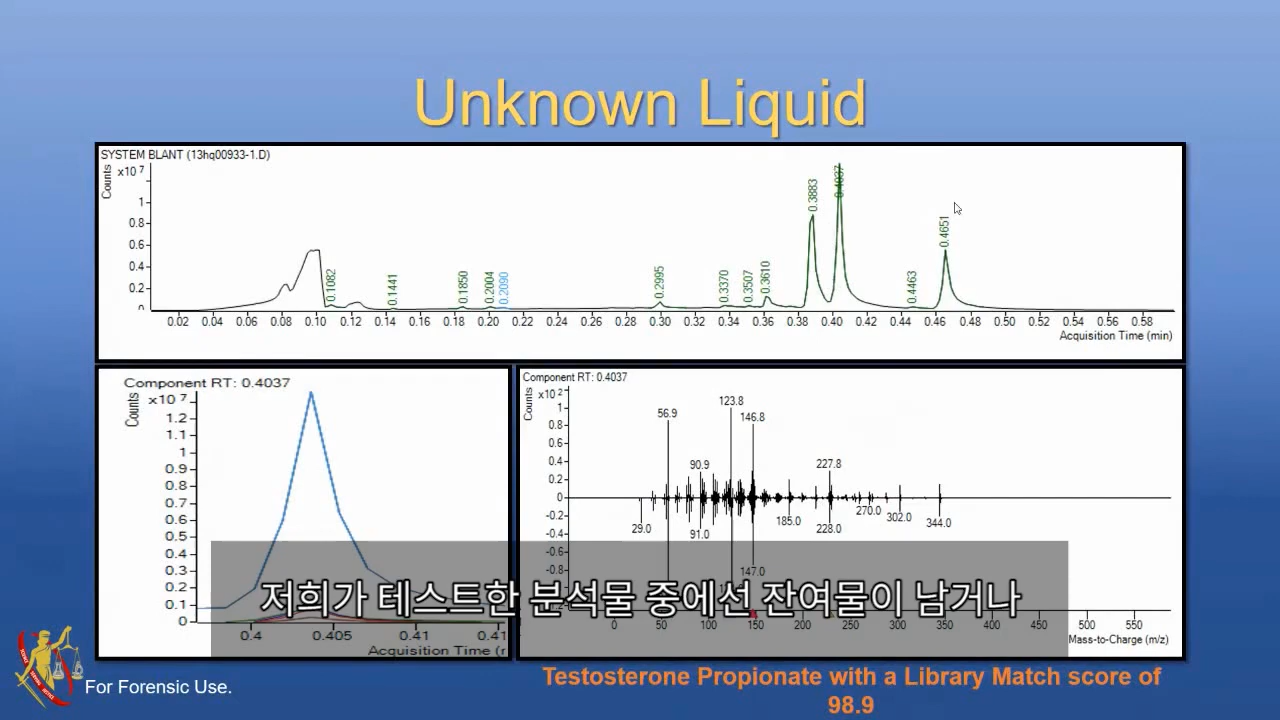 Unknown Liquid
SYSTEM BLANT (13hq00933-1.D)
Counts
x10 7
1
0.8
0.6
0.4
0.2
0
0.1082
0.1441
0.1850
0.2004
0.2090
0.2995
0.3370
0.3507
0.3610
0.3883
0.4037
0.4463
0.4651
0.02 0.04 0.06 0.08 0.10 0.12 0.14 0.16 0.18 0.20 0.22 0.24 0.26 0.28 0.30 0.32 0.34 0.36 0.38 0.40 0.42 0.44 0.46 0.48 0.50 0.52 0.54 0.56 0.58
Acquisition Time (min)
Component RT: 0.4037
Counts
x10 7
1.2
1.1
1
0.9
0.8
0.7
0.6
0.5
0.4
0.3
0.2
0.1
0
0.4 0.405 0.41 0.41
Acquisition Time (r
Component RT: 0.4037
Counts
x10 2
1
0.8
0.6
0.4
0.2
0
-0.2
-0.4
-0.6
-0.8
56.9
123.8
146.8
90.9
227.8
29.0
91.0
147.0
185.0
228.0
270.0
302.0
344.0
0 50 100 150 200 250 300 350 400 450 500 550
Mass-to-Charge (m/z)
저희가 테스트한 분석물 중에선 잔여물이 남거나
For Forensic Use.
Testosterone Propionate with a Library Match score of
98.9